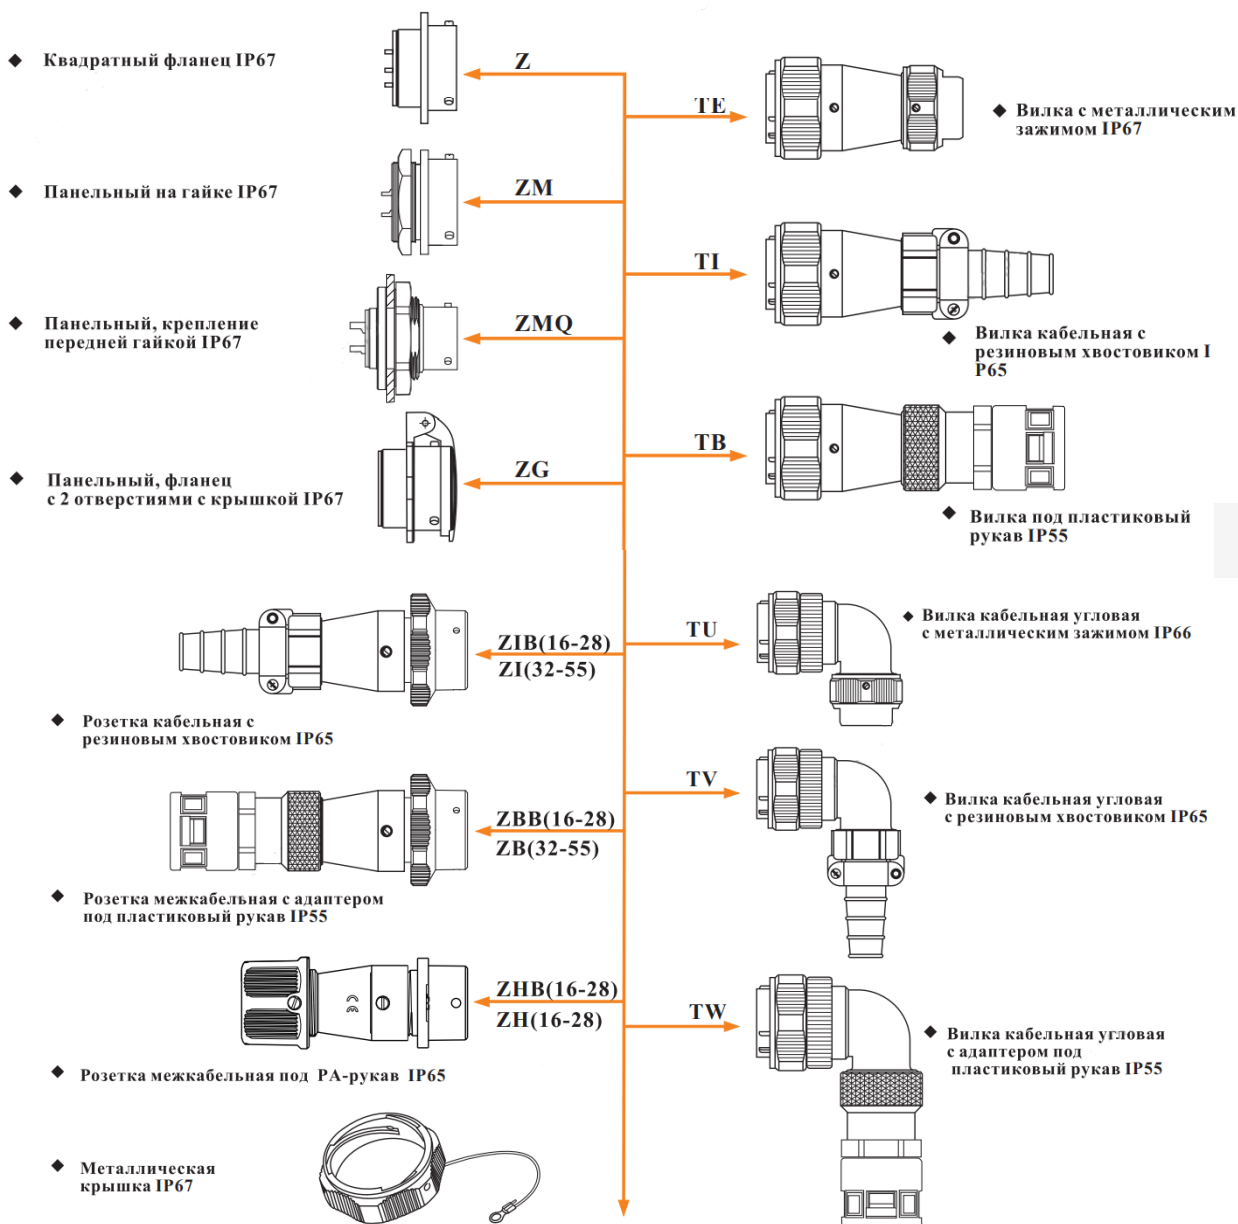 Квадратный фланец IP67
Z
Панельный на гайке IP67
ZM
Панельный, крепление
передней гайкой IP67
ZMQ
Панельный, фланец
с 2 отверстиями с крышкой IP67
ZG
ZIB(16-28)
ZI(32-55)
Розетка кабельная с
резиновым хвостовиком IP65
ZBB(16-28)
ZB(32-55)
Розетка межкабельная с адаптером
под пластиковый рукав IP55
ZHB(16-28)
ZH(16-28)
Розетка межкабельная под PA-рукав IP65
Металлическая
крышка IP67
TE
Вилка с металлическим
зажимом IP67
TI
Вилка кабельная с
резиновым хвостовиком I
P65
TB
Вилка под пластиковый
рукав IP55
TU
Вилка кабельная угловая
с металлическим зажимом IP66
TV
Вилка кабельная угловая
с резиновым хвостовиком IP65
TW
Вилка кабельная угловая
с адаптером под
пластиковый рукав IP55